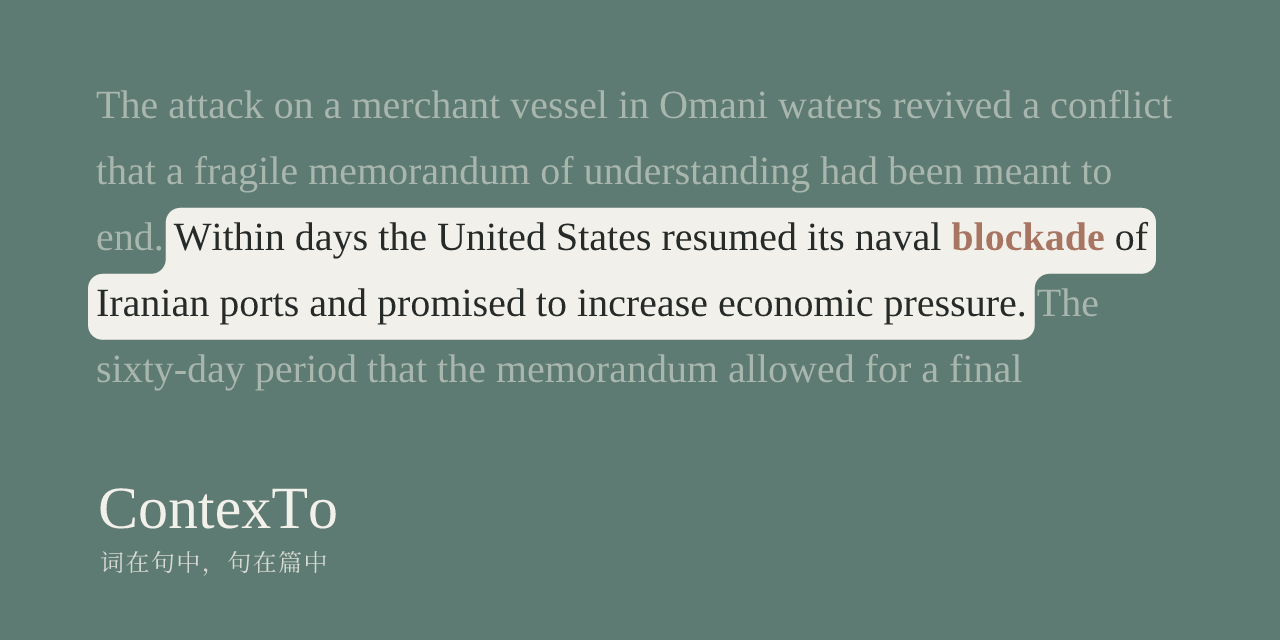 The attack on a merchant vessel in Omani waters revived a conflict
that a fragile memorandum of understanding had been meant to
end. Within days the United States resumed its naval blockade of
Iranian ports and promised to increase economic pressure. The
sixty-day period that the memorandum allowed for a final
ContexTo
词在句中，句在篇中